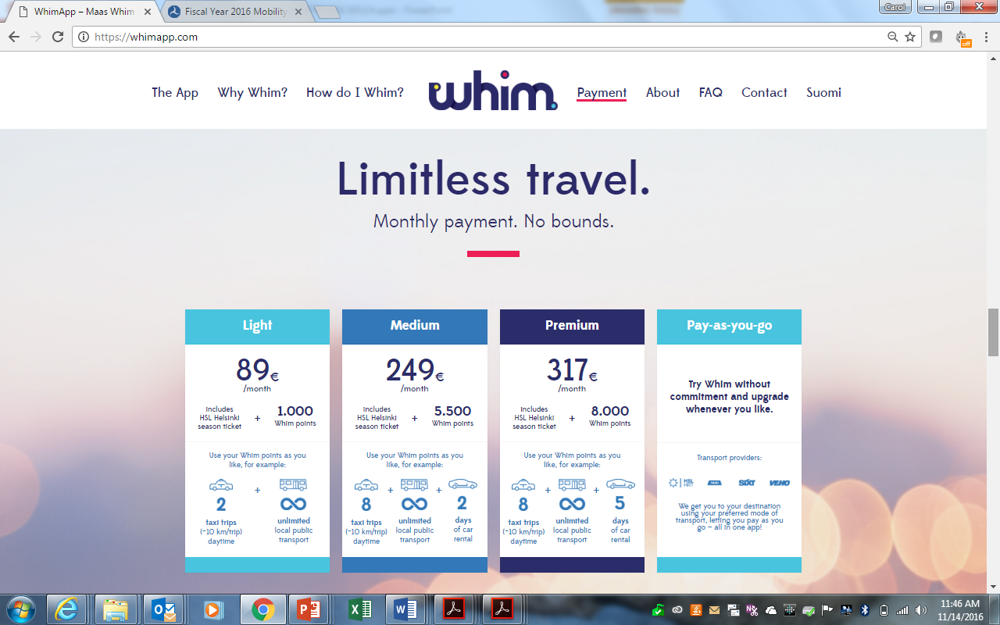 WhimApp – Maas Whim
Fiscal Year 2016 Mobility
Carol
https://whimapp.com
off
The App
Why Whim?
How do I Whim?
whim
Payment
About
FAQ
Contact
Suomi
Limitless travel.
Monthly payment. No bounds.
Light
89€
/month
Includes
HSL Helsinki
season ticket
+
1.000
Whim points
Use your Whim points as you
like, for example:
2
taxi trips
(~10 km/trip)
daytime
+
∞
unlimited
local public
transport
Medium
249€
/month
Includes
HSL Helsinki
season ticket
+
5.500
Whim points
Use your Whim points as you
like, for example:
8
taxi trips
(~10 km/trip)
daytime
+
∞
unlimited
local public
transport
+
2
days
of car
rental
Premium
317€
/month
Includes
HSL Helsinki
season ticket
+
8.000
Whim points
Use your Whim points as you
like, for example:
8
taxi trips
(~10 km/trip)
daytime
+
∞
unlimited
local public
transport
+
5
days
of car
rental
Pay-as-you-go
Try Whim without
commitment and upgrade
whenever you like.
Transport providers:
HSL
SIXT
VEHO
We get you to your destination
using your preferred mode of
transport, letting you pay as you
go – all in one app!
11:46 AM
11/14/2016